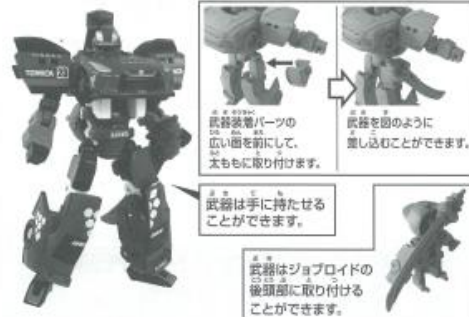 TOMICA 23
武器装着パーツの
広い面を前にして、
太ももに取り付けます。
武器を図のように
差し込むことができます。
武器は手に持たせる
ことができます。
武器はジョブロイドの
後頭部に取り付ける
ことができます。